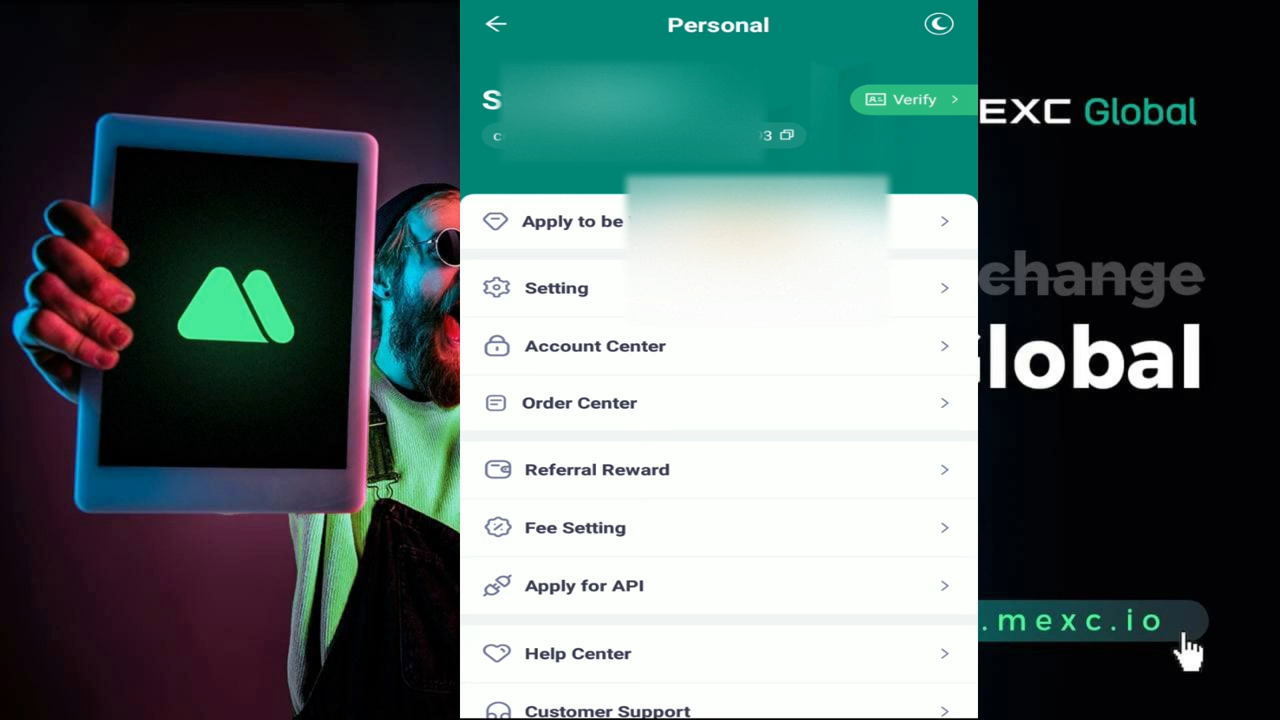 Personal
S
Verify
c
3
Apply to be
Setting
Account Center
Order Center
Referral Reward
Fee Setting
Apply for API
Help Center
Customer Support
EXC Global
change
Global
.mexc.io